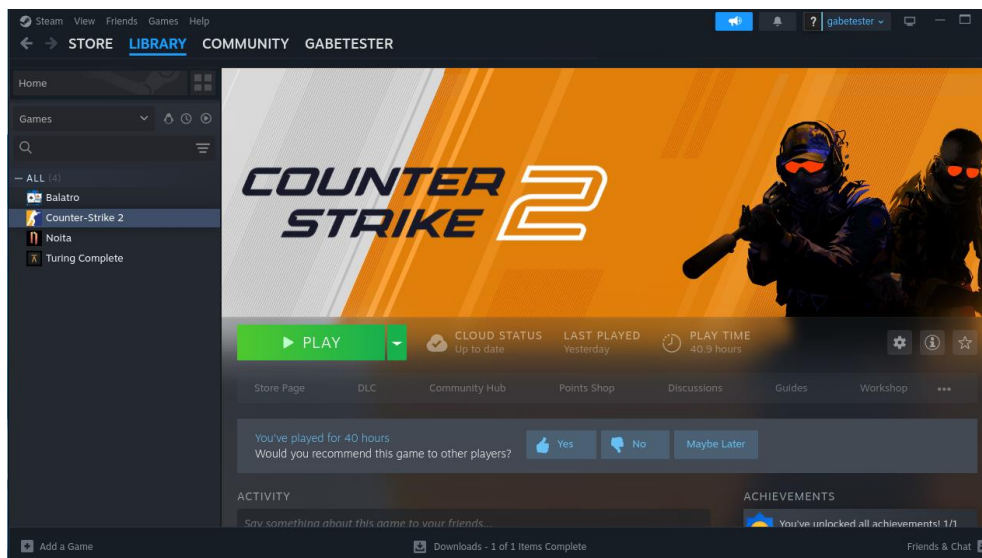 Steam View Friends Games Help
? gabetester
STORE LIBRARY COMMUNITY GABETESTER
Home
Games
ALL (4)
Balatro
Counter-Strike 2
Noita
Turing Complete
COUNTER
STRIKE 2
PLAY
CLOUD STATUS
Up to date
LAST PLAYED
Yesterday
PLAY TIME
40.9 hours
Store Page DLC Community Hub Points Shop Discussions Guides Workshop •••
You've played for 40 hours
Would you recommend this game to other players?
Yes No Maybe Later
ACTIVITY
Say something about this game to your friends...
ACHIEVEMENTS
You've unlocked all achievements! 1/1
Add a Game
Downloads - 1 of 1 Items Complete
Friends & Chat